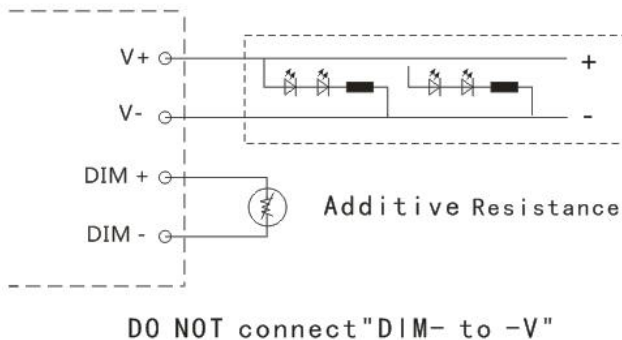 V+
+
V-
-
DIM +
Additive Resistance
DIM -
DO NOT connect"DIM- to -V"